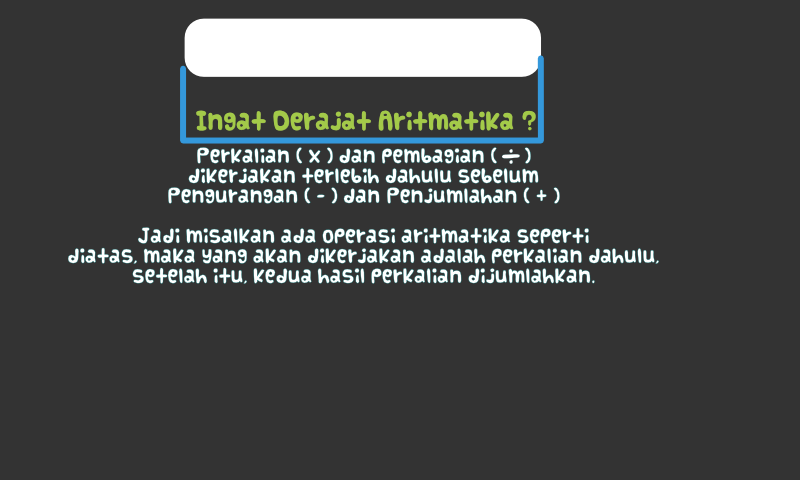 Ingat Derajat Aritmatika ?
Perkalian ( x ) dan Pembagian ( ÷ )
dikerjakan terlebih dahulu sebelum
Pengurangan ( - ) dan Penjumlahan ( + )
Jadi misalkan ada operasi aritmatika seperti
diatas, maka yang akan dikerjakan adalah perkalian dahulu,
setelah itu, kedua hasil perkalian dijumlahkan.